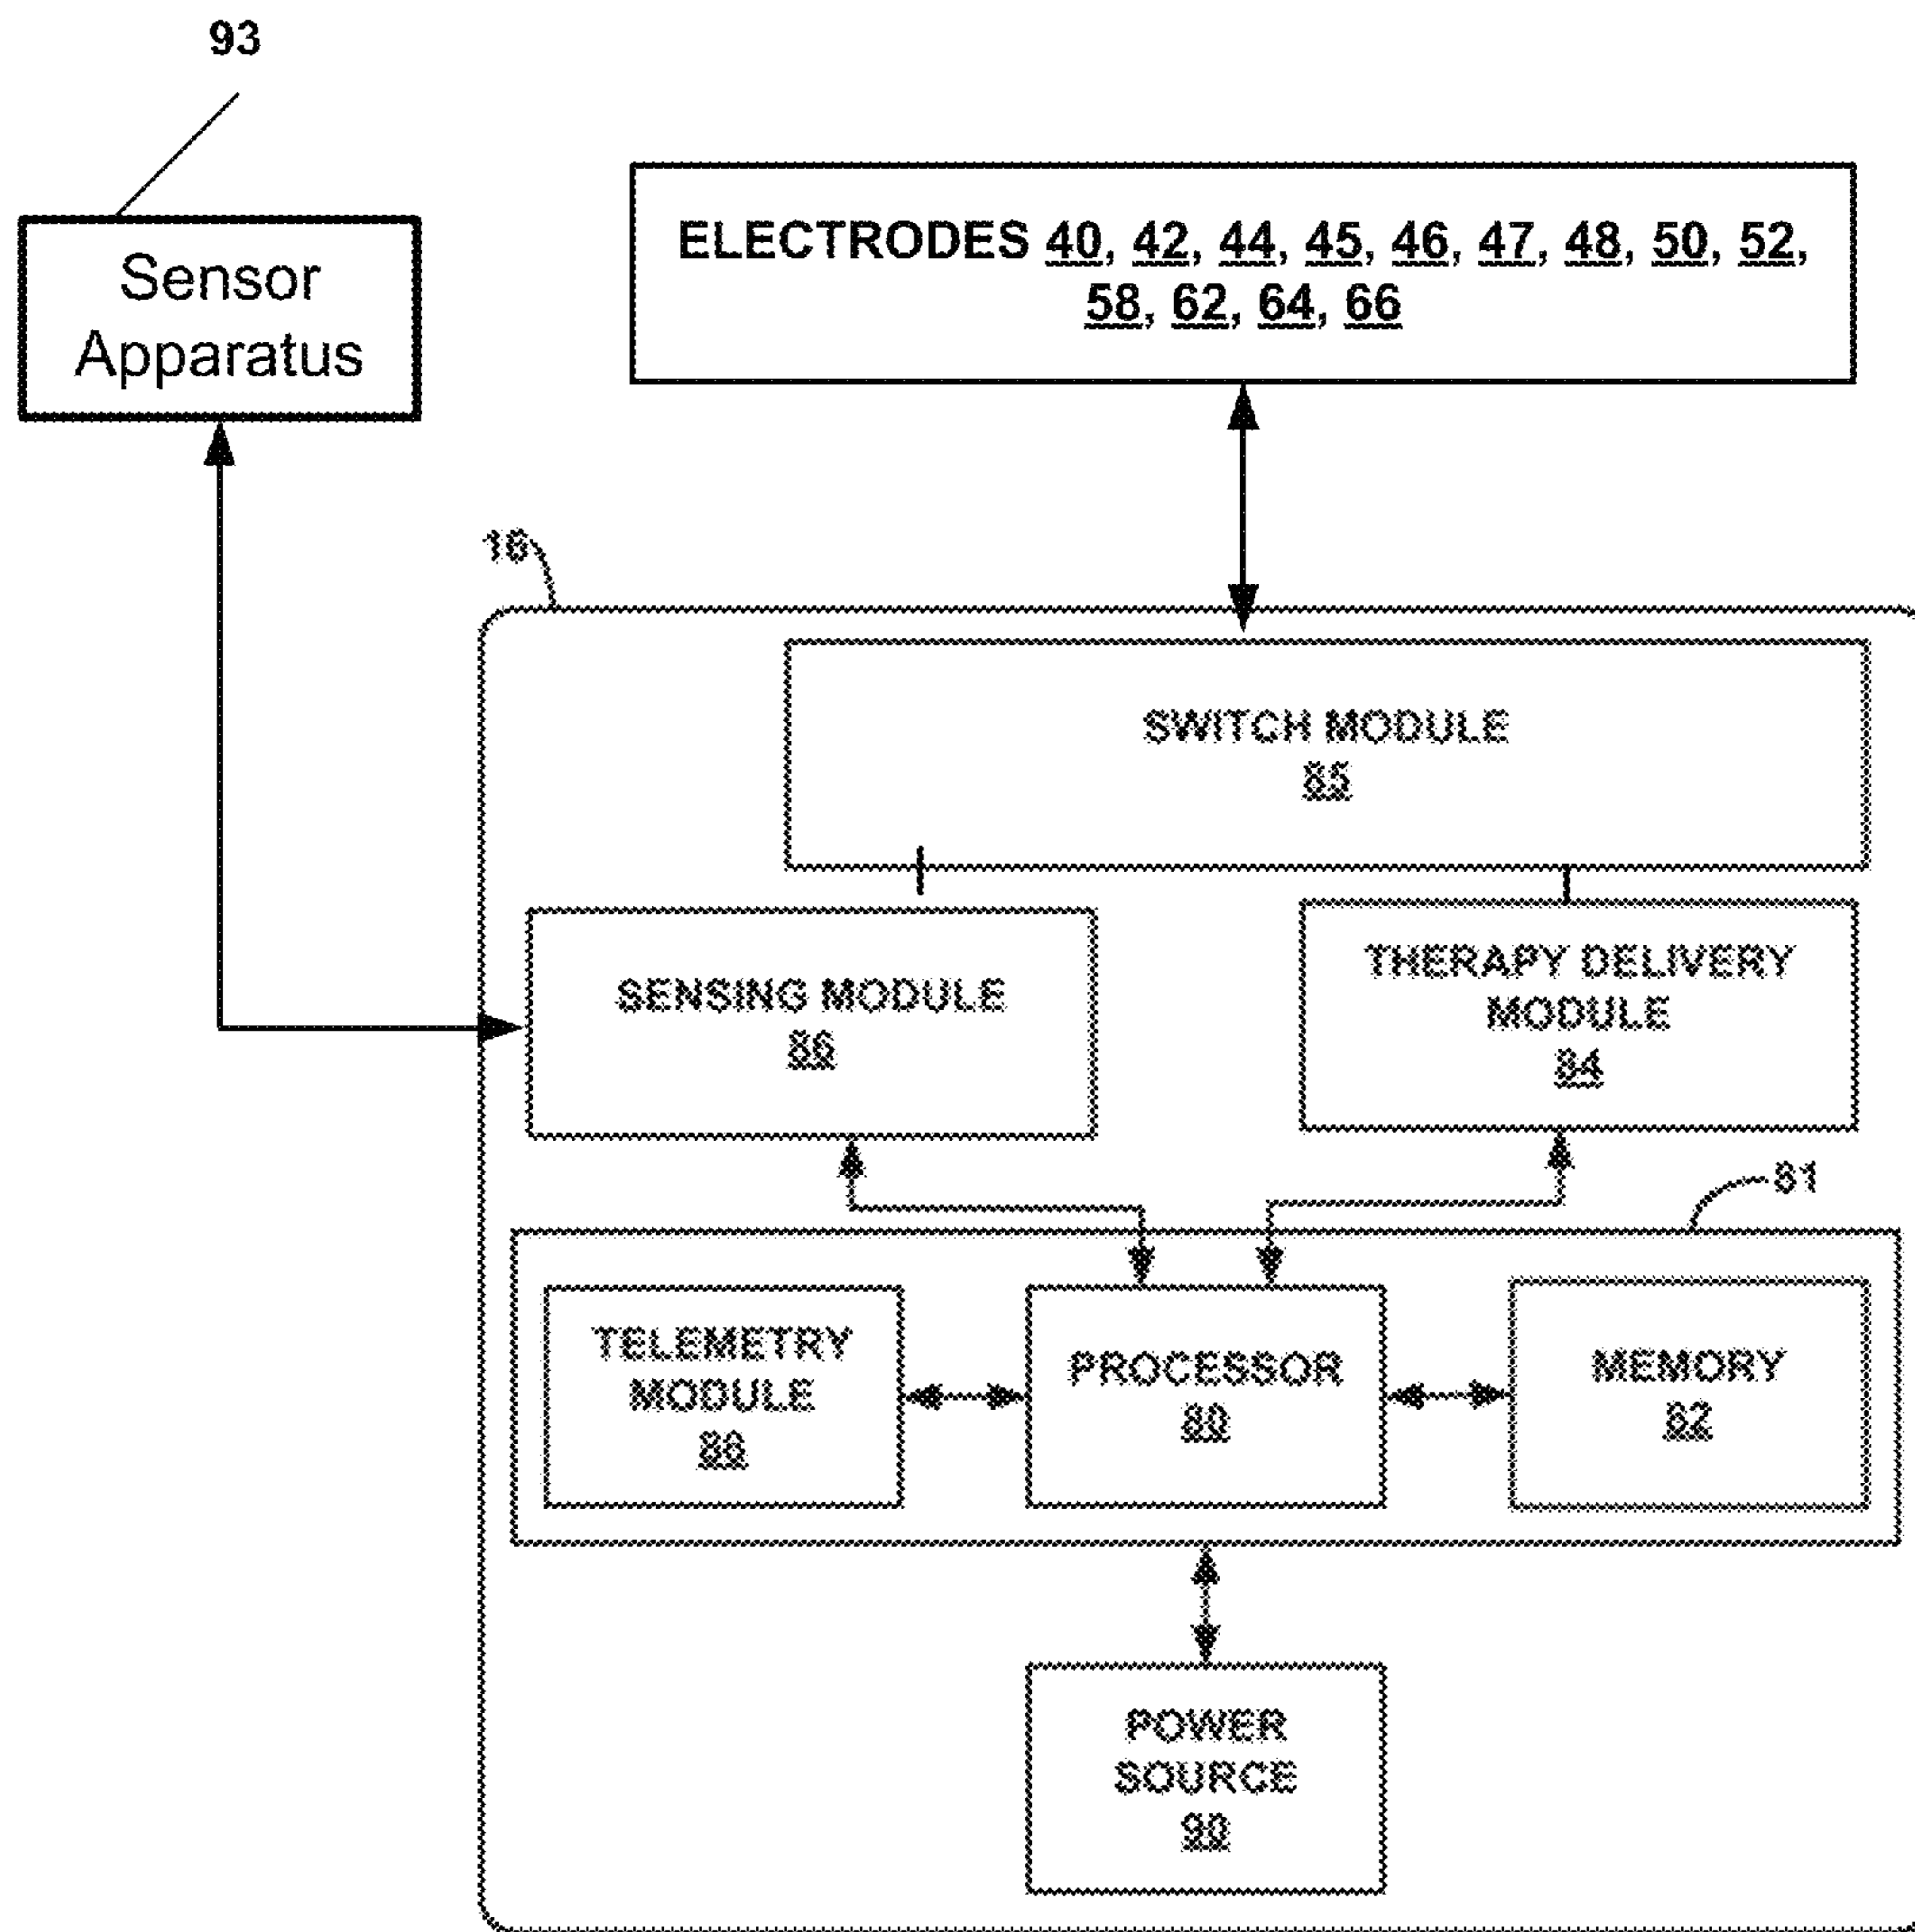 93
Sensor
Apparatus
ELECTRODES 40, 42, 44, 45, 46, 47, 48, 50, 52,
58, 62, 64, 66
16
SWITCH MODULE
85
SENSING MODULE
86
THERAPY DELIVERY
MODULE
84
81
TELEMETRY
MODULE
PROCESSOR
80
MEMORY
82
POWER
SOURCE
90